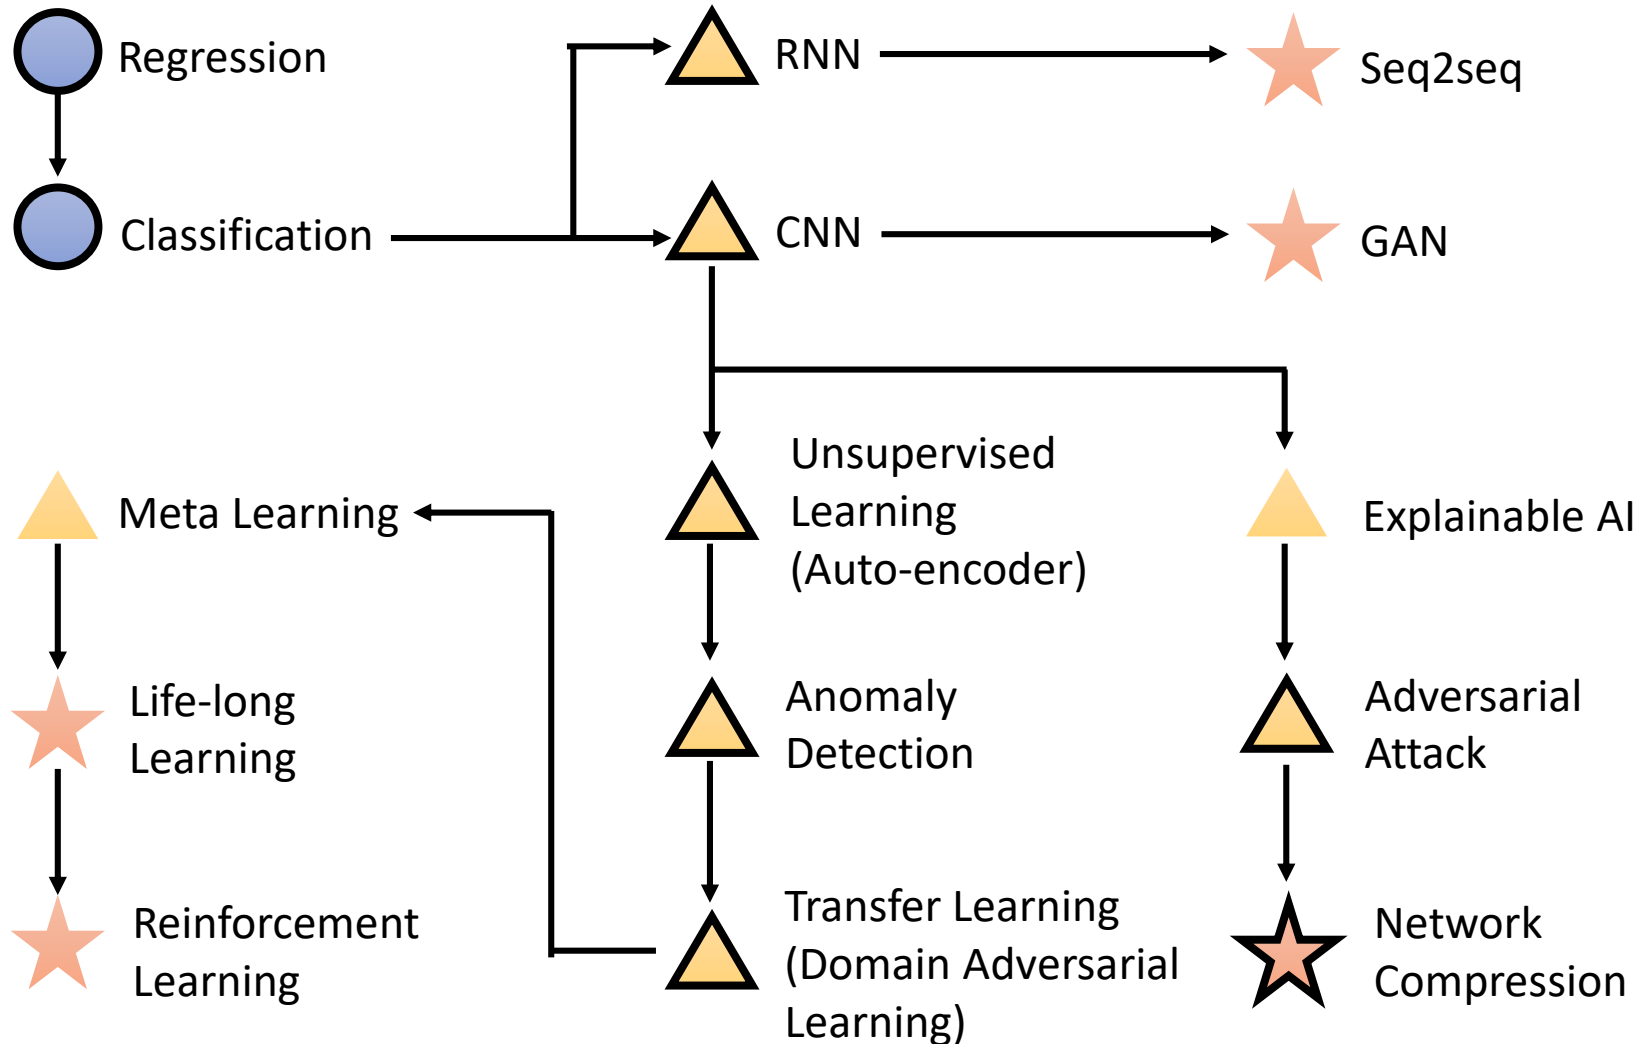 Regression
RNN
Seq2seq
Classification
CNN
GAN
Meta Learning
Unsupervised
Learning
(Auto-encoder)
Explainable AI
Life-long
Learning
Anomaly
Detection
Adversarial
Attack
Reinforcement
Learning
Transfer Learning
(Domain Adversarial
Learning)
Network
Compression